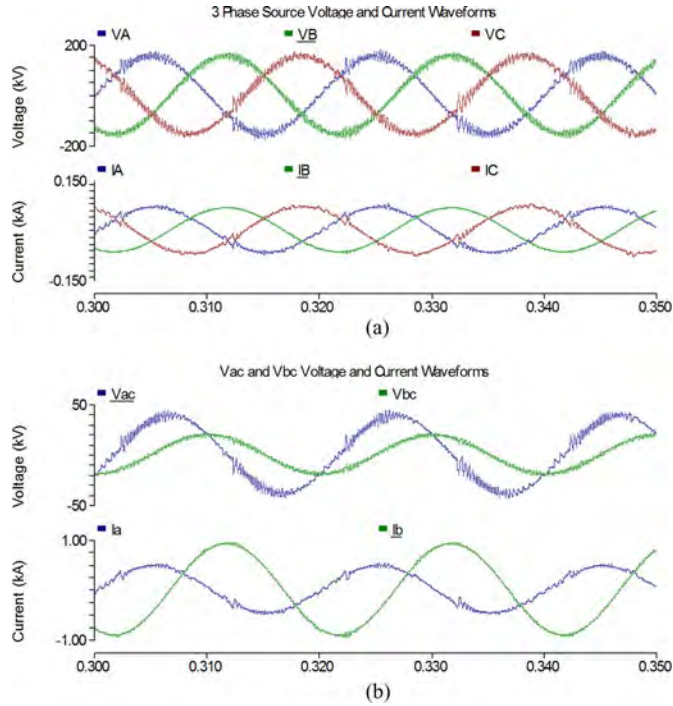 3 Phase Source Voltage and Current Waveforms
VA VB VC
200
Voltage (kV)
-200
IA IB IC
0.150
Current (kA)
-0.150
0.300 0.310 0.320 0.330 0.340 0.350
(a)
Vac and Vbc Voltage and Current Waveforms
Vac Vbc
50
Voltage (kV)
-50
Ia Ib
1.00
Current (kA)
-1.00
0.300 0.310 0.320 0.330 0.340 0.350
(b)